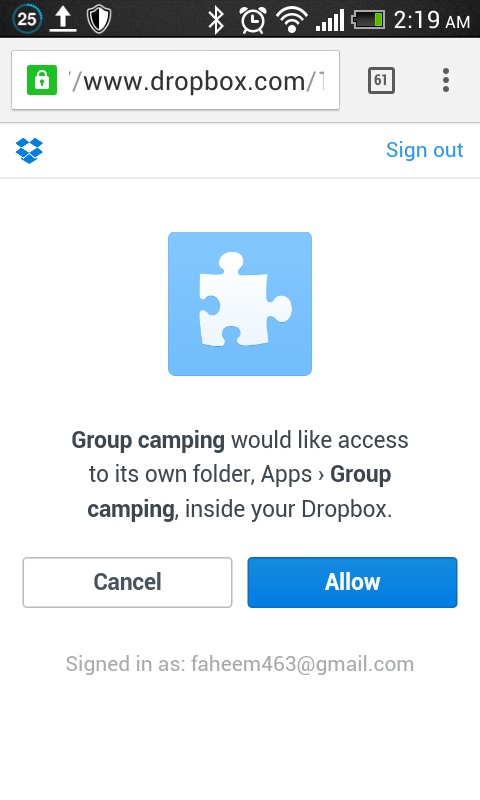 25 2:19 AM
//www.dropbox.com/1 61
Sign out
Group camping would like access
to its own folder, Apps › Group
camping, inside your Dropbox.
Cancel Allow
Signed in as: faheem463@gmail.com